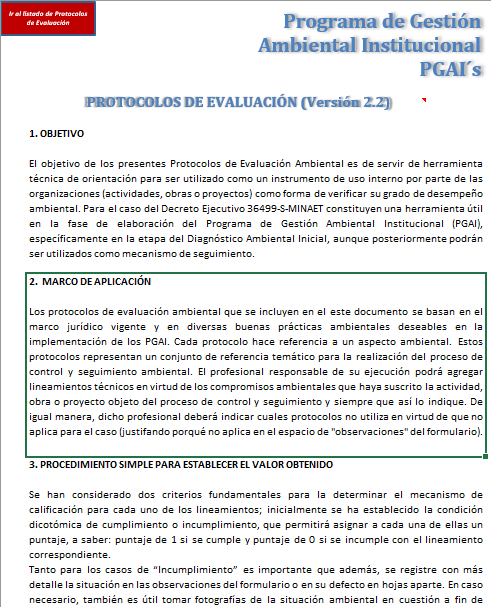 Ir al listado de Protocolos
de Evaluación
Programa de Gestión
Ambiental Institucional
PGAI´s
PROTOCOLOS DE EVALUACIÓN (Versión 2.2)
1. OBJETIVO
El objetivo de los presentes Protocolos de Evaluación Ambiental es de servir de herramienta
técnica de orientación para ser utilizado como un instrumento de uso interno por parte de las
organizaciones (actividades, obras o proyectos) como forma de verificar su grado de desempeño
ambiental. Para el caso del Decreto Ejecutivo 36499-S-MINAET constituyen una herramienta útil
en la fase de elaboración del Programa de Gestión Ambiental Institucional (PGAI),
específicamente en la etapa del Diagnóstico Ambiental Inicial, aunque posteriormente podrán
ser utilizados como mecanismo de seguimiento.
2. MARCO DE APLICACIÓN
Los protocolos de evaluación ambiental que se incluyen en el este documento se basan en el
marco jurídico vigente y en diversas buenas prácticas ambientales deseables en la
implementación de los PGAI. Cada protocolo hace referencia a un aspecto ambiental. Estos
protocolos representan un conjunto de referencia temático para la realización del proceso de
control y seguimiento ambiental. El profesional responsable de su ejecución podrá agregar
lineamientos técnicos en virtud de los compromisos ambientales que haya suscrito la actividad,
obra o proyecto objeto del proceso de control y seguimiento y siempre que así lo indique. De
igual manera, dicho profesional deberá indicar cuales protocolos no utiliza en virtud de que no
aplica para el caso (justifando porqué no aplica en el espacio de "observaciones" del formulario).
3. PROCEDIMIENTO SIMPLE PARA ESTABLECER EL VALOR OBTENIDO
Se han considerado dos criterios fundamentales para la determinar el mecanismo de
calificación para cada uno de los lineamientos; inicialmente se ha establecido la condición
dicotómica de cumplimiento o incumplimiento, que permitirá asignar a cada una de ellas un
puntaje, a saber: puntaje de 1 si se cumple y puntaje de 0 si se incumple con el lineamiento
correspondiente.
Tanto para los casos de “Incumplimiento” es importante que además, se registre con más
detalle la situación en las observaciones del formulario o en su defecto en hojas aparte. En caso
necesario, también es útil tomar fotografías de la situación ambiental en cuestión a fin de